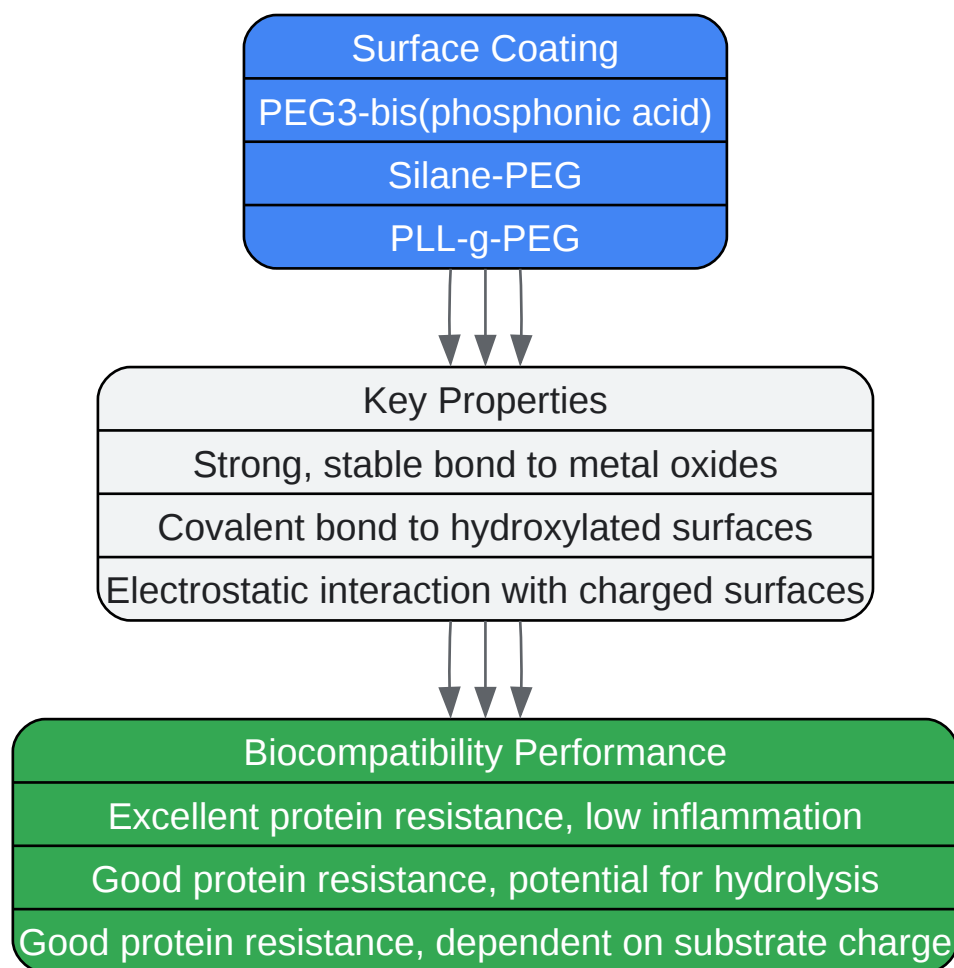 Surface Coating
PEG3-bis(phosphonic acid)
Silane-PEG
PLL-g-PEG
Key Properties
Strong, stable bond to metal oxides
Covalent bond to hydroxylated surfaces
Electrostatic interaction with charged surfaces
Biocompatibility Performance
Excellent protein resistance, low inflammation
Good protein resistance, potential for hydrolysis
Good protein resistance, dependent on substrate charge